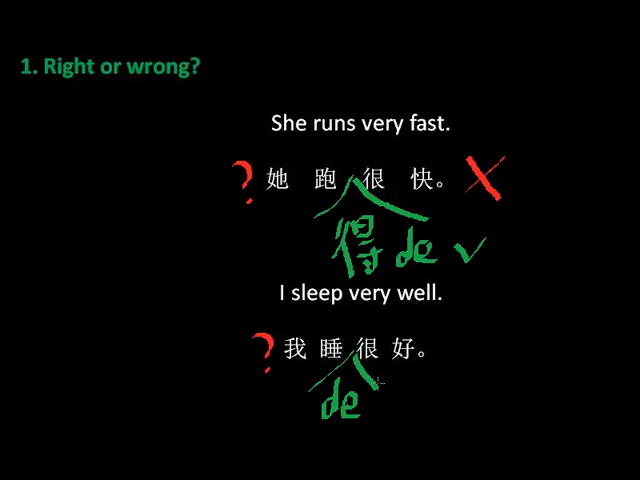 1. Right or wrong?
She runs very fast.
? 她 跑 很 快。
得 de
I sleep very well.
? 我 睡 很 好。
de